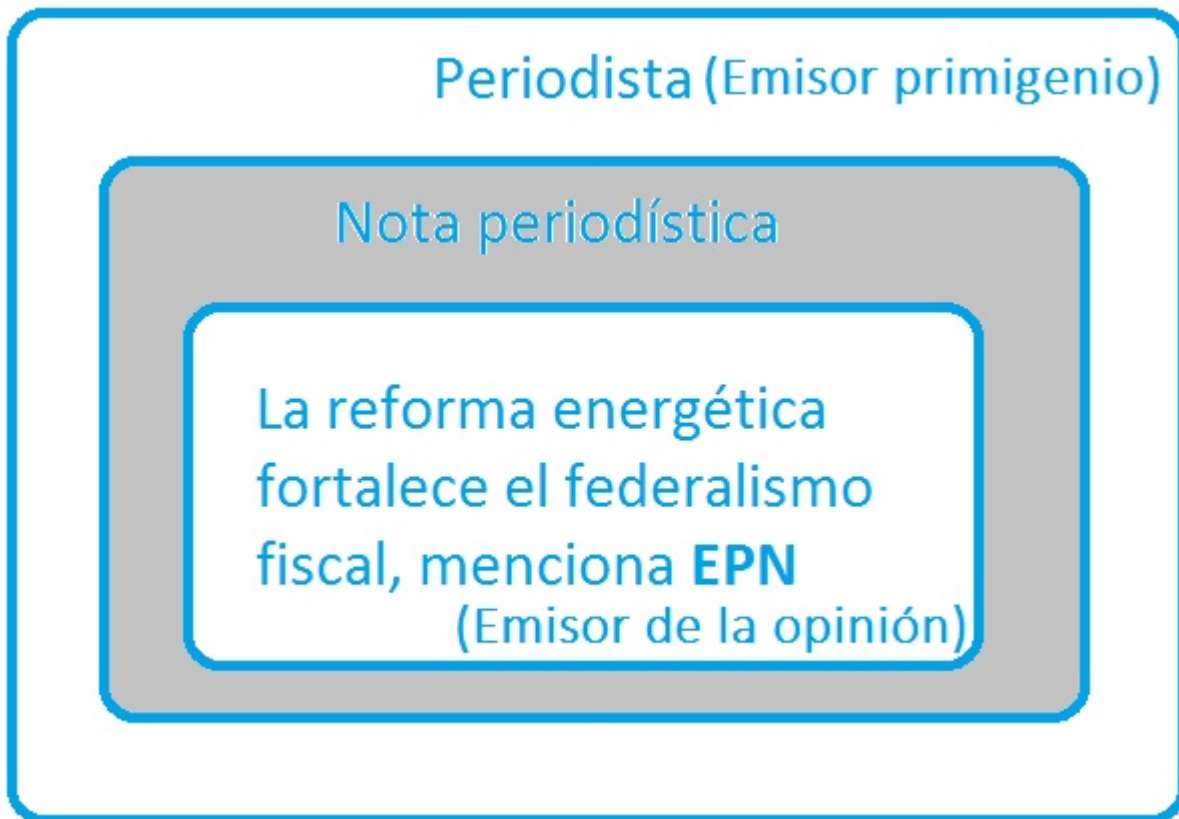 Periodista (Emisor primigenio)
Nota periodística
La reforma energética
fortalece el federalismo
fiscal, menciona EPN
(Emisor de la opinión)